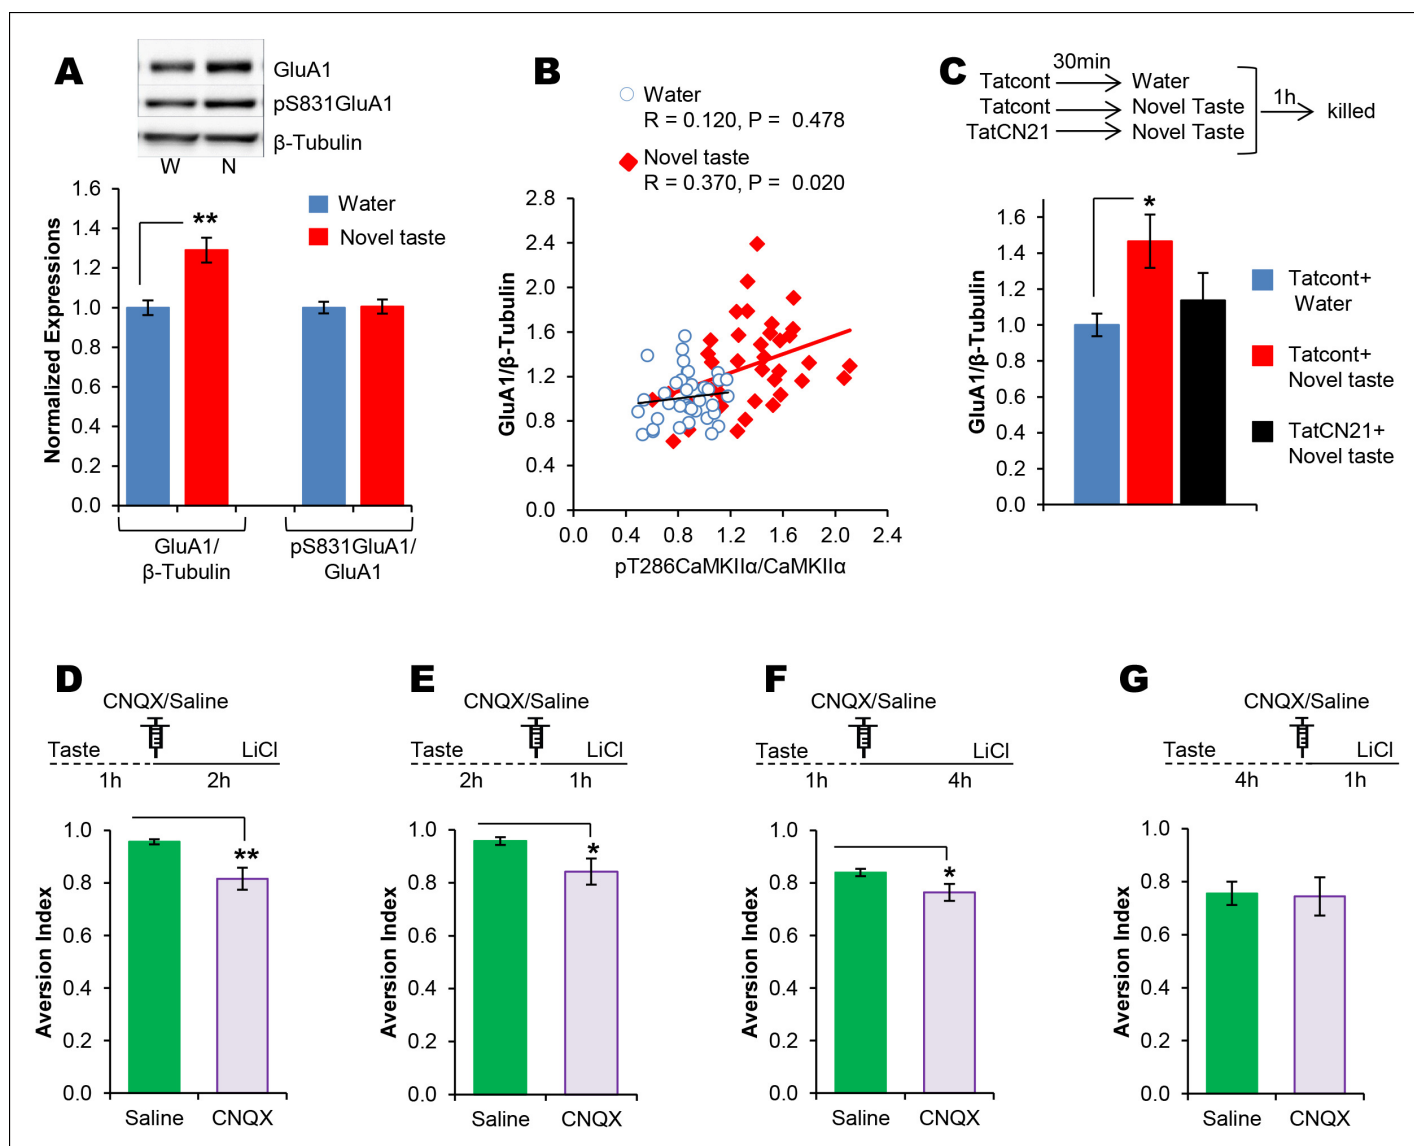 A
GluA1
pS831GluA1
β-Tubulin
W N
Water
Novel taste
**
Normalized Expressions
1.6
1.4
1.2
1.0
0.8
0.6
0.4
0.2
0.0
GluA1/
β-Tubulin
pS831GluA1/
GluA1
B
Water
R = 0.120, P = 0.478
Novel taste
R = 0.370, P = 0.020
GluA1/β-Tubulin
2.8
2.4
2.0
1.6
1.2
0.8
0.4
0.0
0.0 0.4 0.8 1.2 1.6 2.0 2.4
pT286CaMKIIα/CaMKIIα
C
30min
Tatcont Water
Tatcont Novel Taste
TatCN21 Novel Taste
1h
killed
*
GluA1/β-Tubulin
1.6
1.4
1.2
1.0
0.8
0.6
0.4
0.2
0.0
Tatcont+
Water
Tatcont+
Novel taste
TatCN21+
Novel taste
D
CNQX/Saline
Taste LiCl
1h 2h
**
Aversion Index
1.0
0.8
0.6
0.4
0.2
0.0
Saline CNQX
E
CNQX/Saline
Taste LiCl
2h 1h
*
Aversion Index
1.0
0.8
0.6
0.4
0.2
0.0
Saline CNQX
F
CNQX/Saline
Taste LiCl
1h 4h
*
Aversion Index
1.0
0.8
0.6
0.4
0.2
0.0
Saline CNQX
G
CNQX/Saline
Taste LiCl
4h 1h
Aversion Index
1.0
0.8
0.6
0.4
0.2
0.0
Saline CNQX